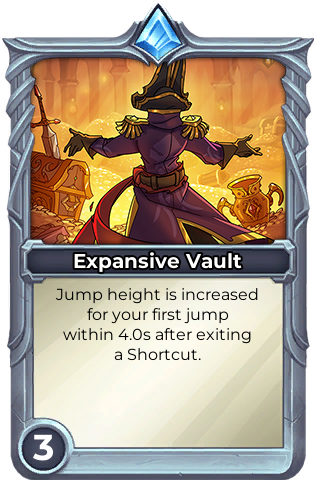 Expansive Vault
Jump height is increased
for your first jump
within 4.0s after exiting
a Shortcut.
3